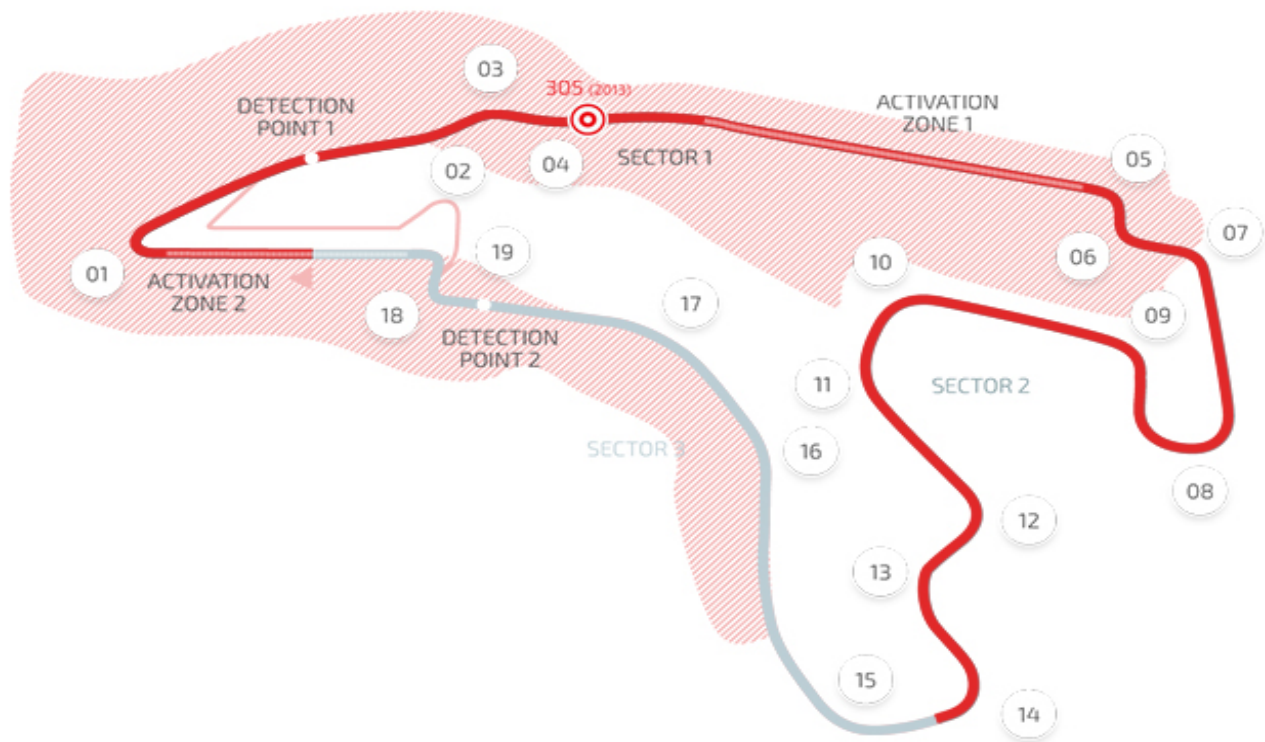 03
305 (2013)
DETECTION
POINT 1
ACTIVATION
ZONE 1
02
04
SECTOR 1
05
01
ACTIVATION
ZONE 2
19
18
DETECTION
POINT 2
17
10
06
07
09
11
SECTOR 2
SECTOR 3
16
08
12
13
15
14